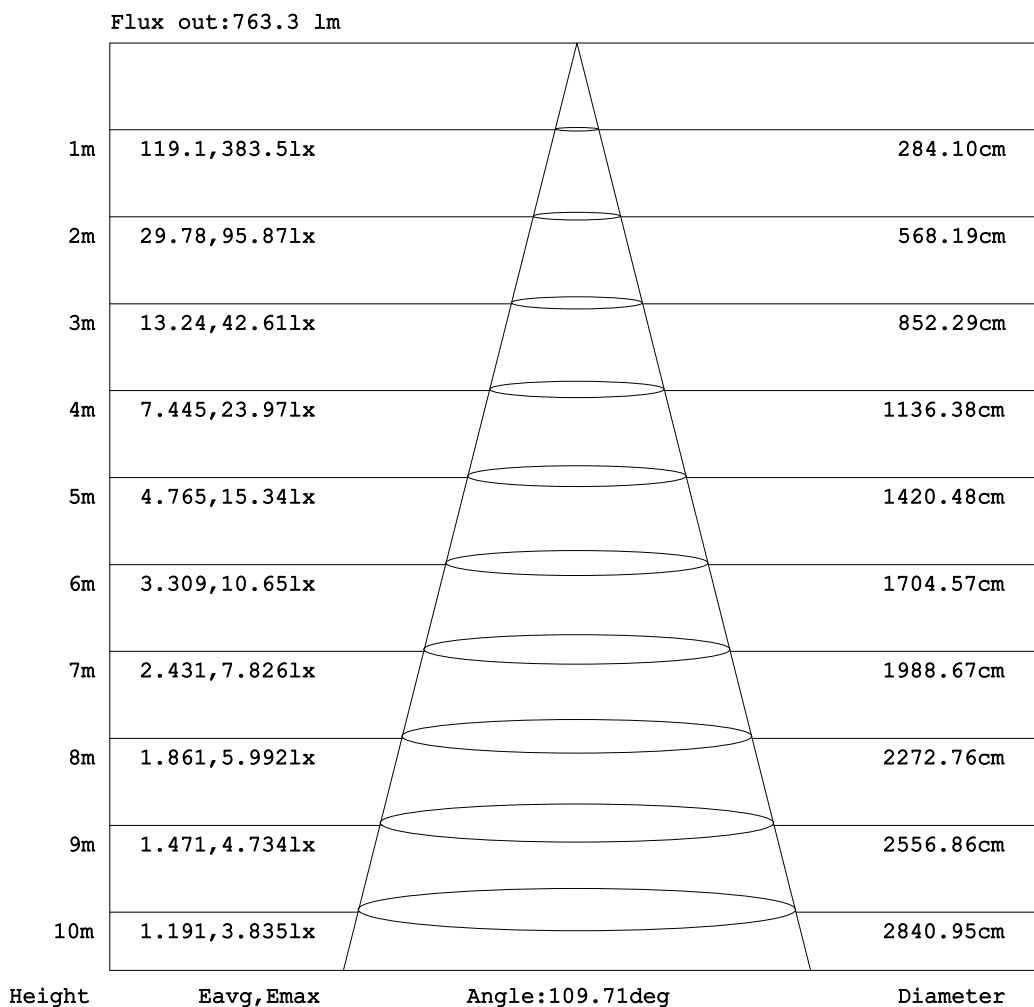 Flux out:763.3 lm
1m 119.1,383.5lx 284.10cm
2m 29.78,95.87lx 568.19cm
3m 13.24,42.61lx 852.29cm
4m 7.445,23.97lx 1136.38cm
5m 4.765,15.34lx 1420.48cm
6m 3.309,10.65lx 1704.57cm
7m 2.431,7.826lx 1988.67cm
8m 1.861,5.992lx 2272.76cm
9m 1.471,4.734lx 2556.86cm
10m 1.191,3.835lx 2840.95cm
Height Eavg,Emax Angle:109.71deg Diameter